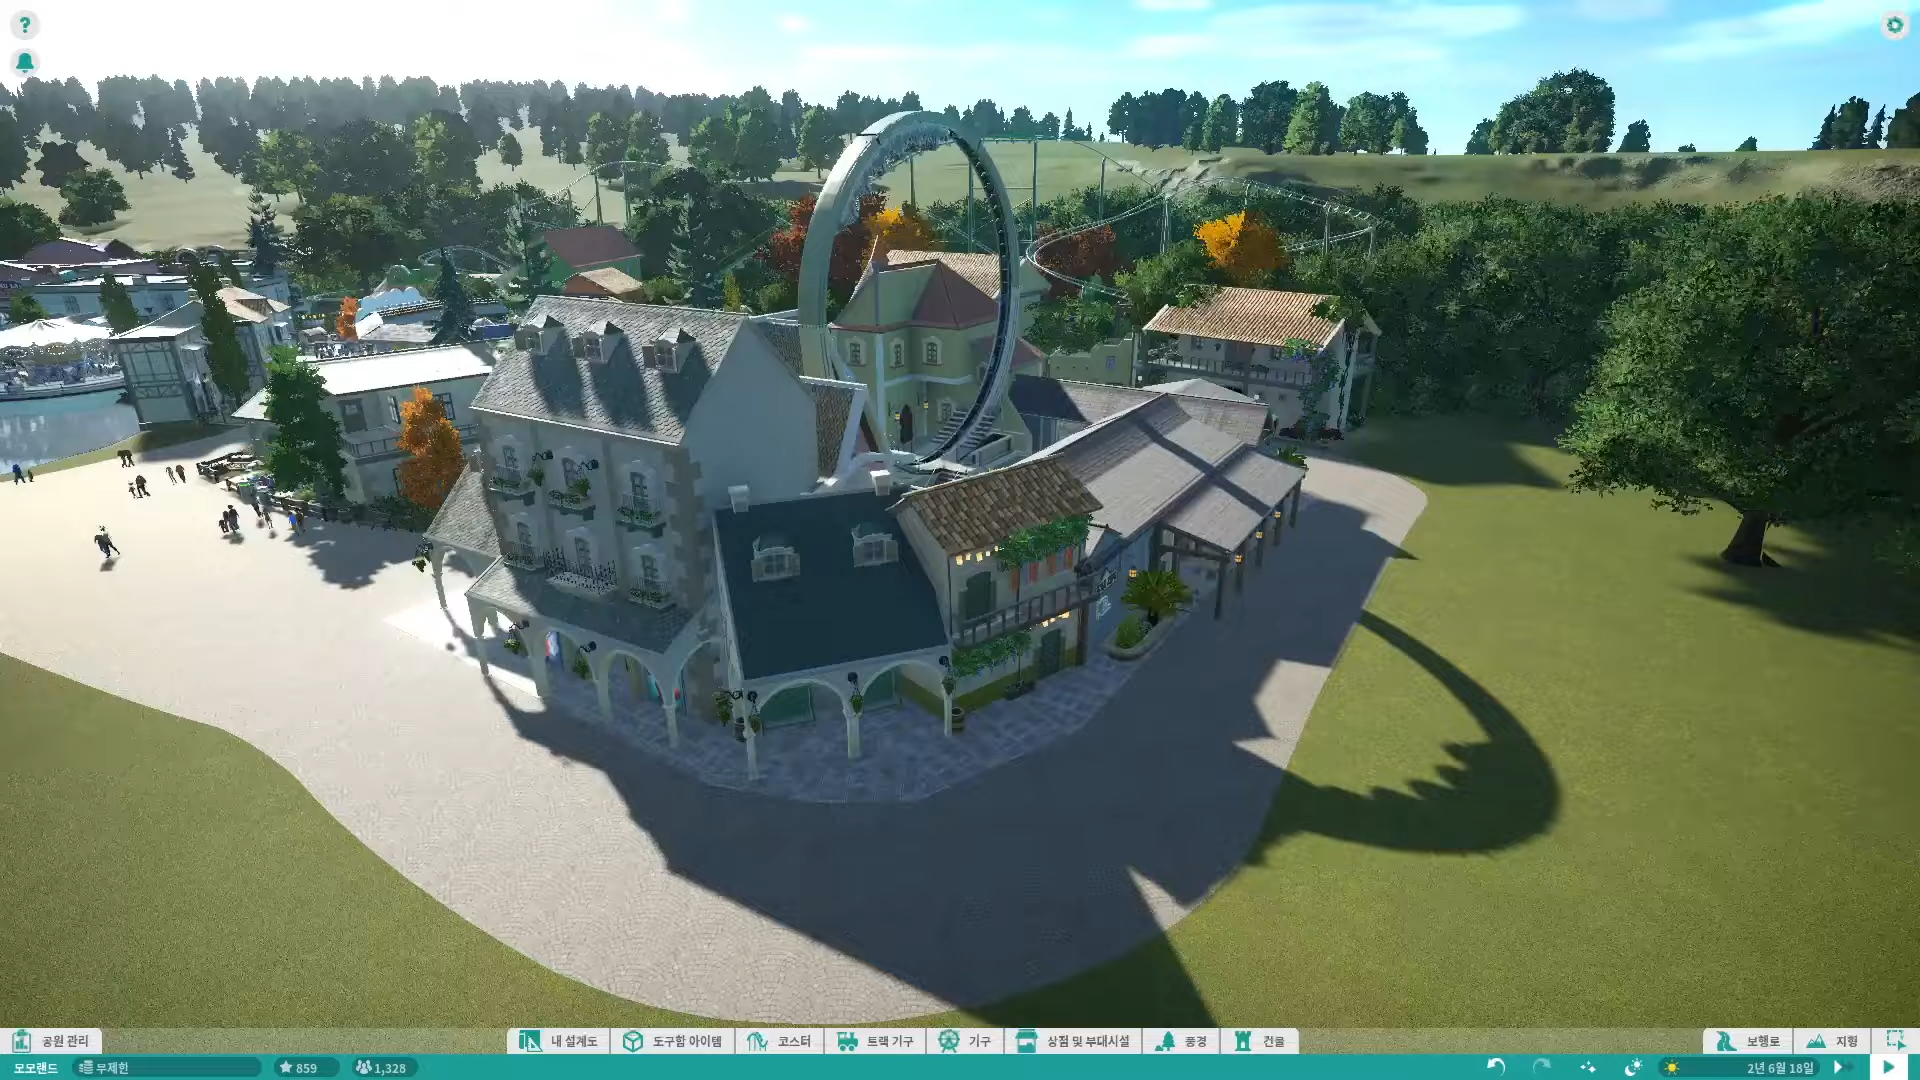 ?
공원 관리
내 설계도
도구함 아이템
코스터
트랙 기구
기구
상점 및 부대시설
풍경
건물
보행로
지형
모모랜드
무제한
859
1,328
2년 6월 18일